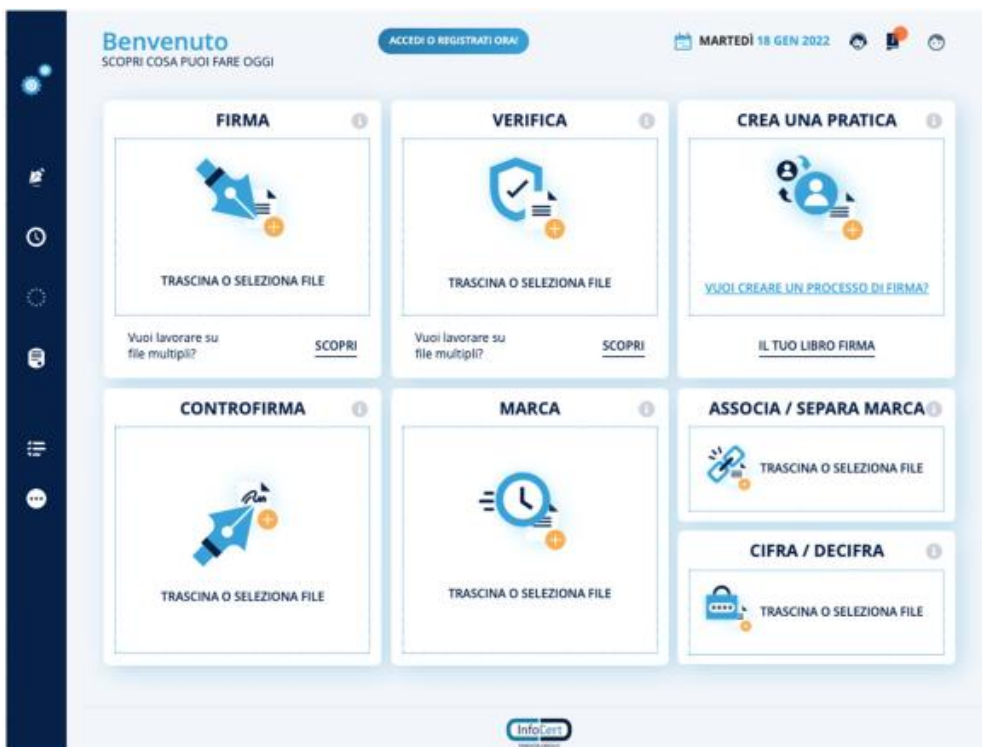 Benvenuto
SCOPRI COSA PUOI FARE OGGI
ACCEDI O REGISTRATI ORA!
MARTEDÌ 18 GEN 2022
FIRMA
TRASCINA O SELEZIONA FILE
Vuoi lavorare su
file multipli?
SCOPRI
VERIFICA
TRASCINA O SELEZIONA FILE
Vuoi lavorare su
file multipli?
SCOPRI
CREA UNA PRATICA
VUOI CREARE UN PROCESSO DI FIRMA?
IL TUO LIBRO FIRMA
CONTROFIRMA
TRASCINA O SELEZIONA FILE
MARCA
TRASCINA O SELEZIONA FILE
ASSOCIA / SEPARA MARCA
TRASCINA O SELEZIONA FILE
CIFRA / DECIFRA
TRASCINA O SELEZIONA FILE
InfoCert